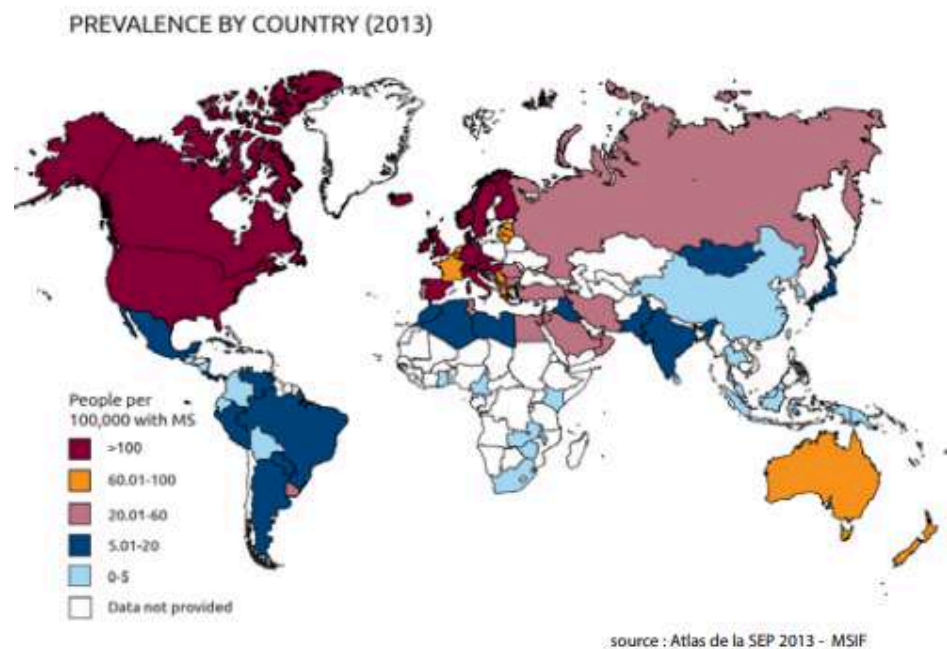 PREVALENCE BY COUNTRY (2013)
People per
100,000 with MS
>100
60.01-100
20.01-60
5.01-20
0-5
Data not provided
source : Atlas de la SEP 2013 - MSIF